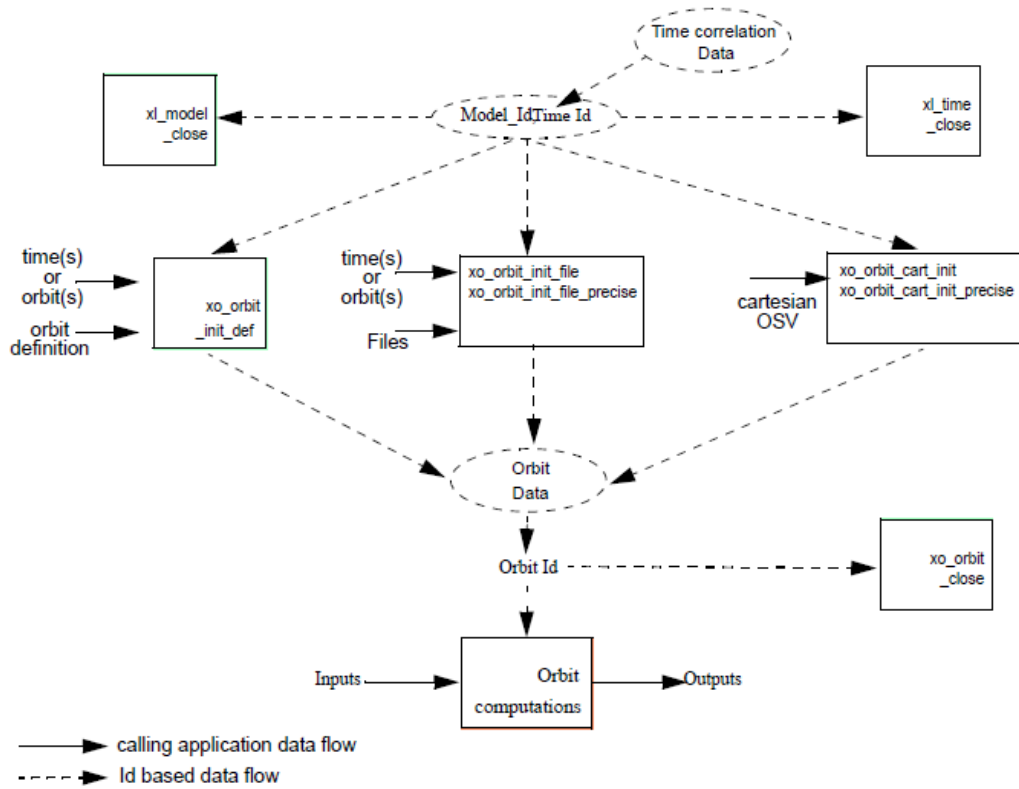 Time correlation
Data
xl_model
_close
Model_Id,Time Id
xl_time
_close
time(s)
or
orbit(s)
orbit
definition
xo_orbit
_init_def
time(s)
or
orbit(s)
Files
xo_orbit_init_file
xo_orbit_init_file_precise
cartesian
OSV
xo_orbit_cart_init
xo_orbit_cart_init_precise
Orbit
Data
Orbit Id
xo_orbit
_close
Inputs
Orbit
computations
Outputs
calling application data flow
Id based data flow